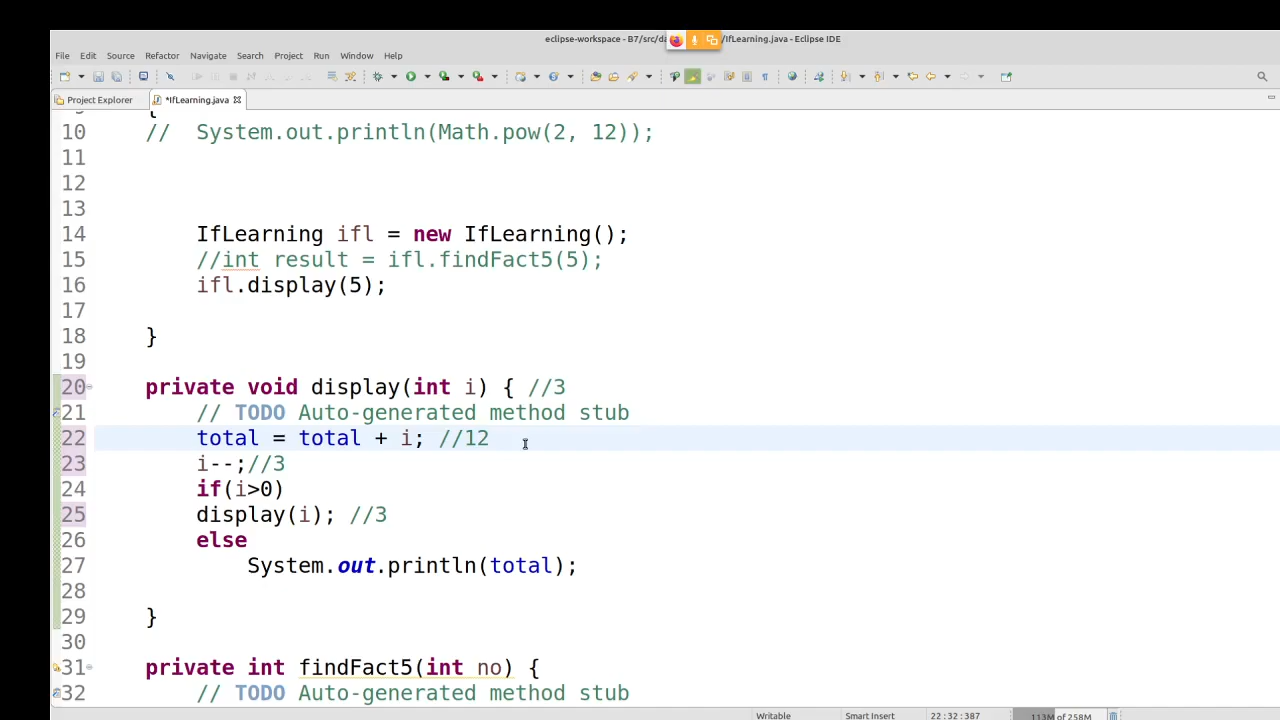 eclipse-workspace - B7/src/da /IfLearning.java - Eclipse IDE
File Edit Source Refactor Navigate Search Project Run Window Help
Project Explorer *IfLearning.java
{
10 // System.out.println(Math.pow(2, 12));
11
12
13
14 IfLearning ifl = new IfLearning();
15 //int result = ifl.findFact5(5);
16 ifl.display(5);
17
18 }
19
20 private void display(int i) { //3
21 // TODO Auto-generated method stub
22 total = total + i; //12
23 i--;//3
24 if(i>0)
25 display(i); //3
26 else
27 System.out.println(total);
28
29 }
30
31 private int findFact5(int no) {
32 // TODO Auto-generated method stub
Writable Smart Insert 22:32:387 113M of 258M